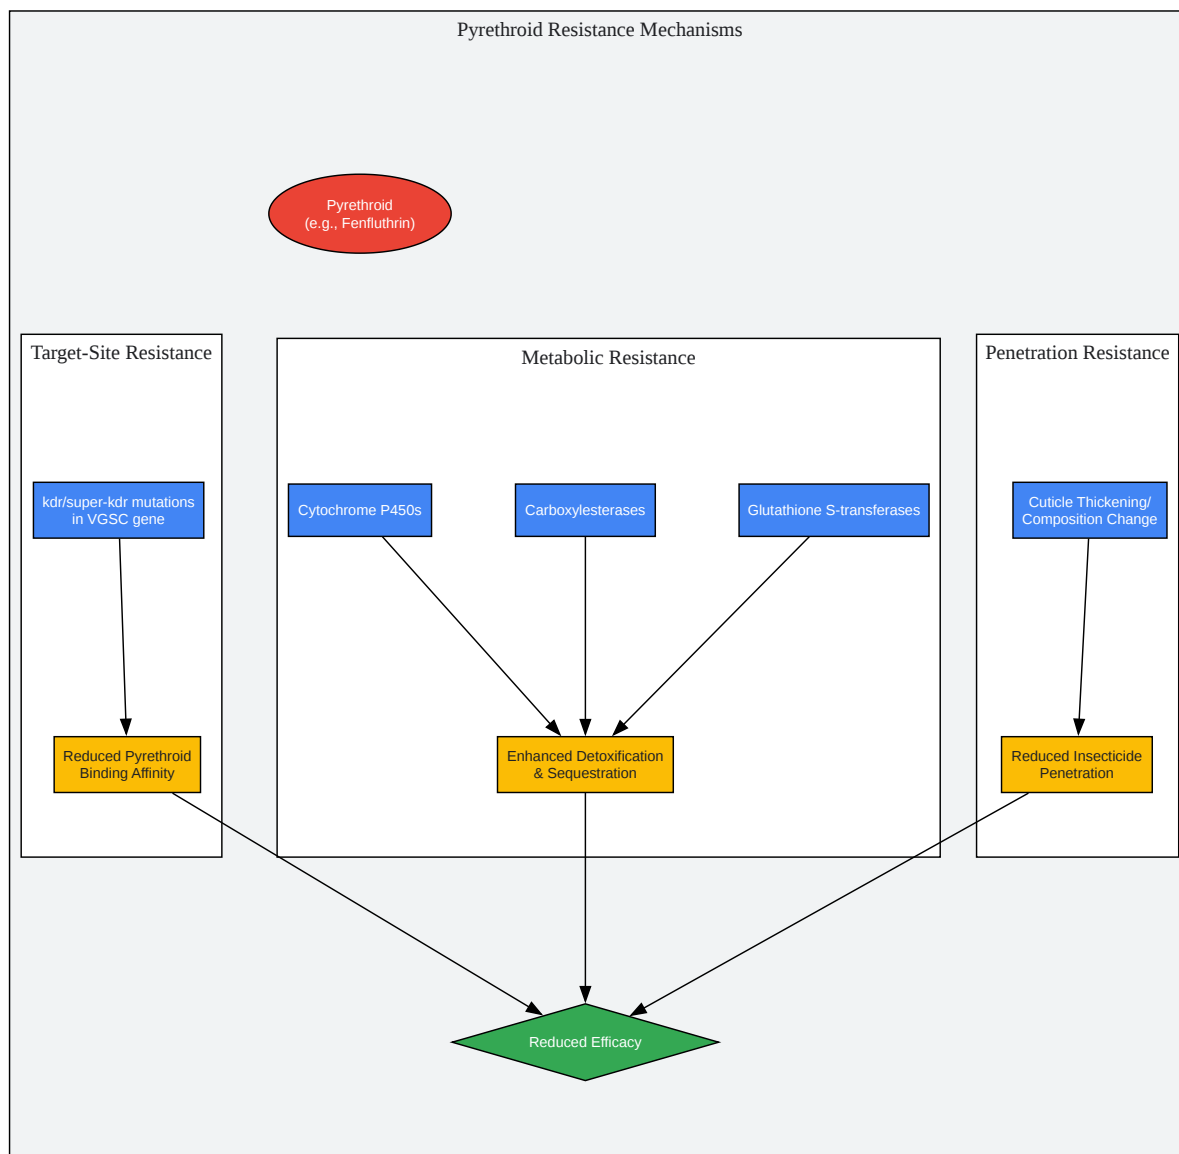 Pyrethroid Resistance Mechanisms
Pyrethroid
(e.g., Fenfluthrin)
Target-Site Resistance
Metabolic Resistance
Penetration Resistance
kdr/super-kdr mutations
in VGSC gene
Cytochrome P450s
Carboxylesterases
Glutathione S-transferases
Cuticle Thickening/
Composition Change
Reduced Pyrethroid
Binding Affinity
Enhanced Detoxification
& Sequestration
Reduced Insecticide
Penetration
Reduced Efficacy